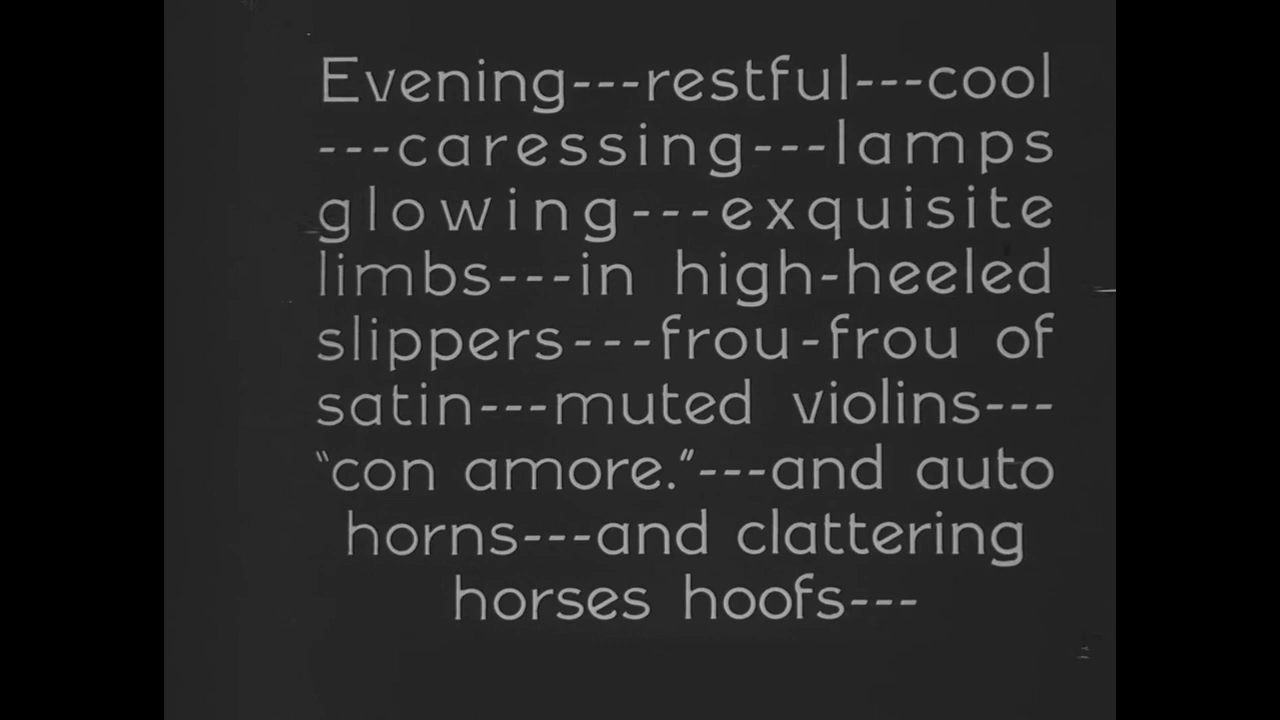 Evening---restful---cool
---caressing---lamps
glowing---exquisite
limbs---in high-heeled
slippers---frou-frou of
satin---muted violins---
"con amore."---and auto
horns---and clattering
horses hoofs---